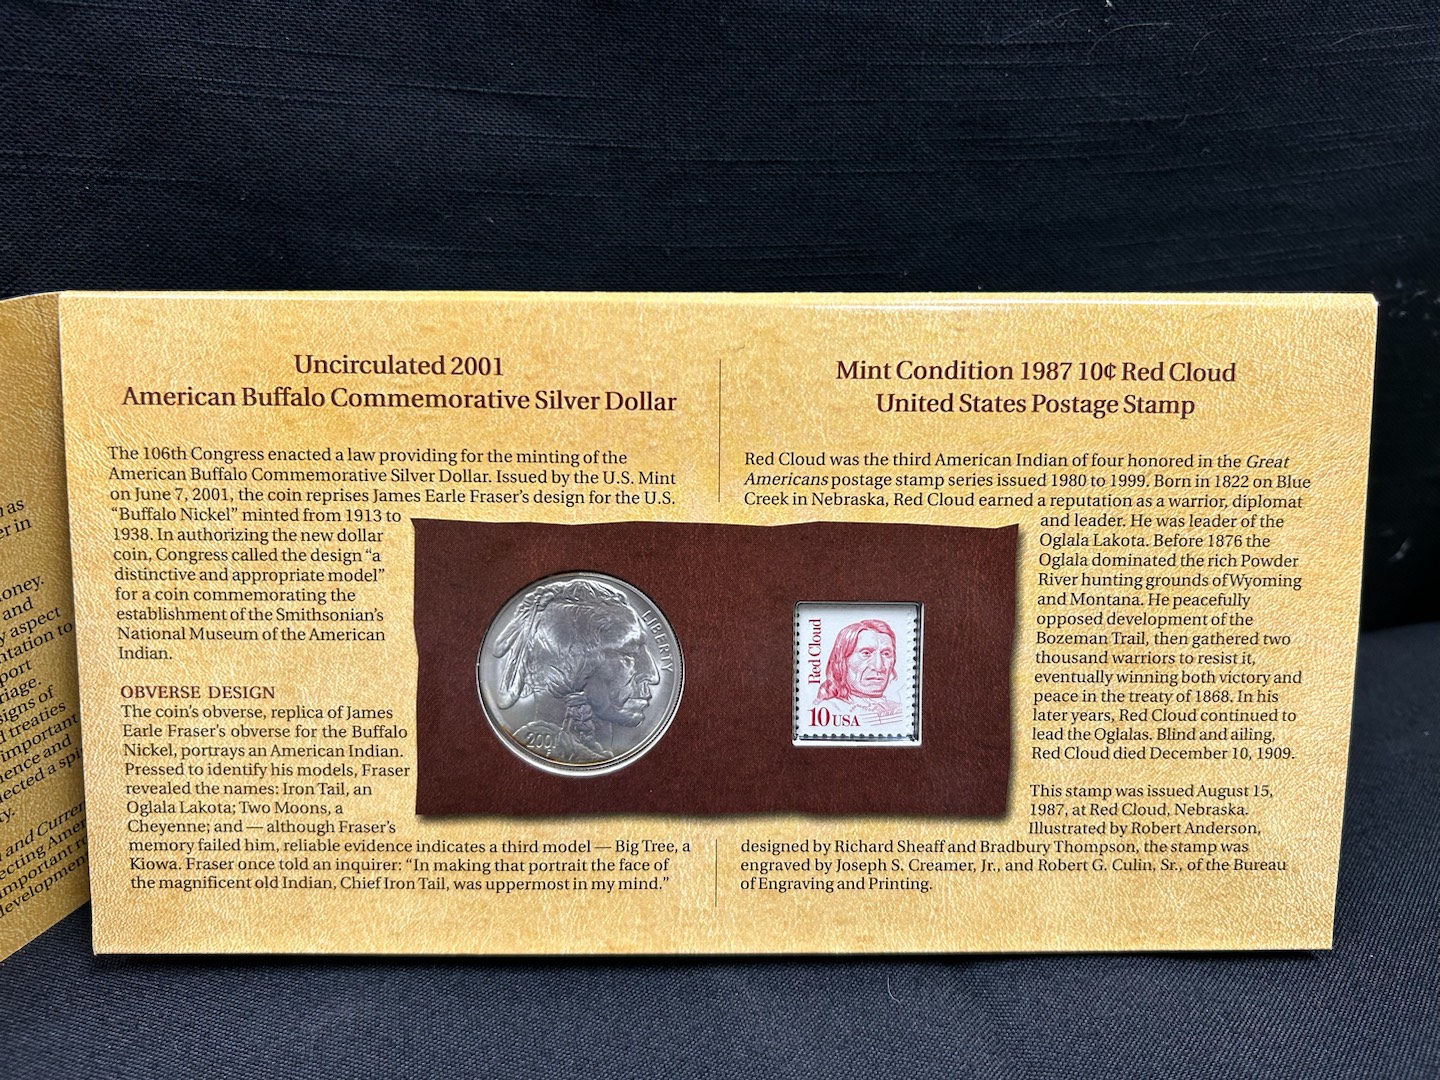 Uncirculated 2001
American Buffalo Commemorative Silver Dollar
The 106th Congress enacted a law providing for the minting of the
American Buffalo Commemorative Silver Dollar. Issued by the U.S. Mint
on June 7, 2001, the coin reprises James Earle Fraser's design for the U.S.
"Buffalo Nickel" minted from 1913 to
1938. In authorizing the new dollar
coin, Congress called the design "a
distinctive and appropriate model"
for a coin commemorating the
establishment of the Smithsonian's
National Museum of the American
Indian.
OBVERSE DESIGN
The coin's obverse, replica of James
Earle Fraser's obverse for the Buffalo
Nickel, portrays an American Indian.
Pressed to identify his models, Fraser
revealed the names: Iron Tail, an
Oglala Lakota; Two Moons, a
Cheyenne; and — although Fraser's
memory failed him, reliable evidence indicates a third model — Big Tree, a
Kiowa. Fraser once told an inquirer: "In making that portrait the face of
the magnificent old Indian, Chief Iron Tail, was uppermost in my mind."
LIBERTY
2001
Mint Condition 1987 10¢ Red Cloud
United States Postage Stamp
Red Cloud was the third American Indian of four honored in the Great
Americans postage stamp series issued 1980 to 1999. Born in 1822 on Blue
Creek in Nebraska, Red Cloud earned a reputation as a warrior, diplomat
and leader. He was leader of the
Oglala Lakota. Before 1876 the
Oglala dominated the rich Powder
River hunting grounds of Wyoming
and Montana. He peacefully
opposed development of the
Bozeman Trail, then gathered two
thousand warriors to resist it,
eventually winning both victory and
peace in the treaty of 1868. In his
later years, Red Cloud continued to
lead the Oglalas. Blind and ailing,
Red Cloud died December 10, 1909.
This stamp was issued August 15,
1987, at Red Cloud, Nebraska.
Illustrated by Robert Anderson,
designed by Richard Sheaff and Bradbury Thompson, the stamp was
engraved by Joseph S. Creamer, Jr., and Robert G. Culin, Sr., of the Bureau
of Engraving and Printing.
Red Cloud
10 USA
as
in
and
aspect
to
signs of
treaties
important
and
and